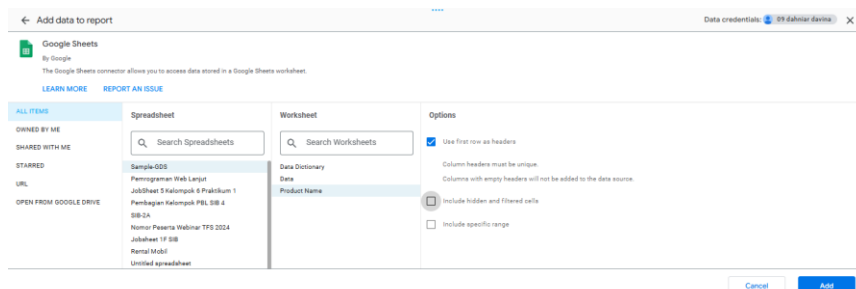 ← Add data to report
Data credentials: 09 dahniar davina
Google Sheets
By Google
The Google Sheets connector allows you to access data stored in a Google Sheets worksheet.
LEARN MORE REPORT AN ISSUE
ALL ITEMS
OWNED BY ME
SHARED WITH ME
STARRED
URL
OPEN FROM GOOGLE DRIVE
Spreadsheet
Search Spreadsheets
Sample-GDS
Pemrograman Web Lanjut
JobSheet 5 Kelompok 6 Praktikum 1
Pembagian Kelompok PBL SIB 4
SIB-2A
Nomor Peserta Webinar TFS 2024
Jobsheet 1F SIB
Rental Mobil
Untitled spreadsheet
Worksheet
Search Worksheets
Data Dictionary
Data
Product Name
Options
Use first row as headers
Column headers must be unique.
Columns with empty headers will not be added to the data source.
Include hidden and filtered cells
Include specific range
Cancel Add